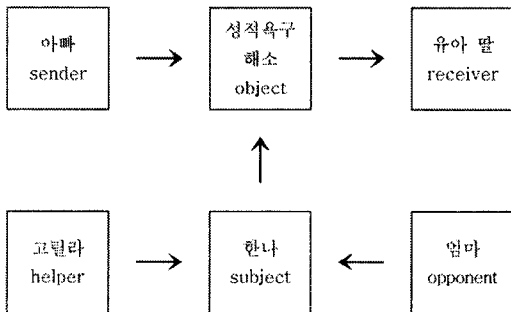 아빠
sender
성적욕구
해소
object
유아 딸
receiver
고릴라
helper
한나
subject
엄마
opponent